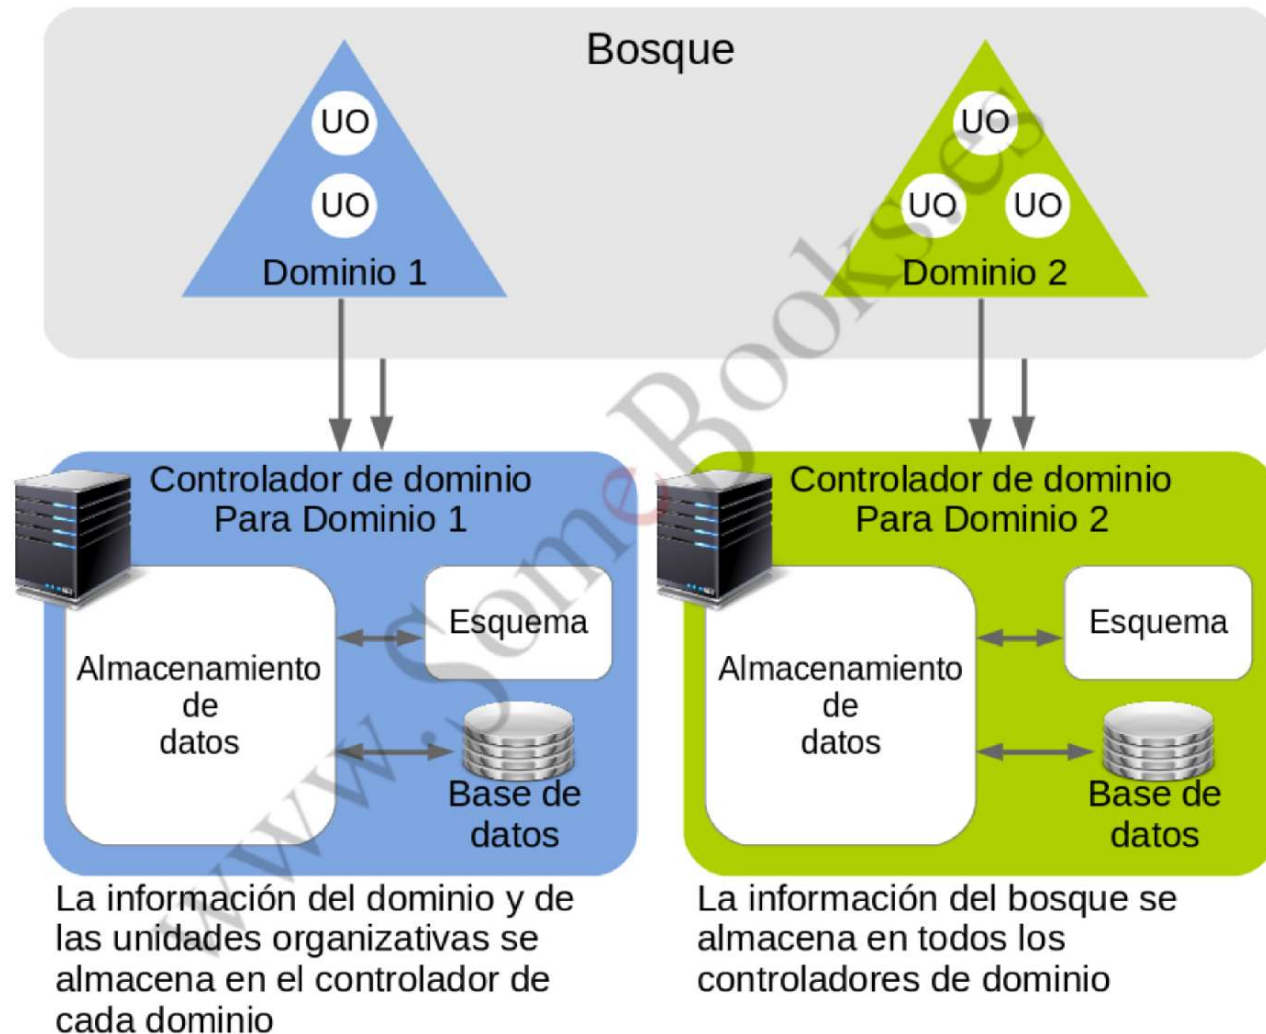 Bosque
UO
UO
Dominio 1
UO
UO
UO
Dominio 2
Controlador de dominio
Para Dominio 1
Almacenamiento
de
datos
Esquema
Base de
datos
Controlador de dominio
Para Dominio 2
Almacenamiento
de
datos
Esquema
Base de
datos
La información del dominio y de
las unidades organizativas se
almacena en el controlador de
cada dominio
La información del bosque se
almacena en todos los
controladores de dominio
www.SomeBooks.es